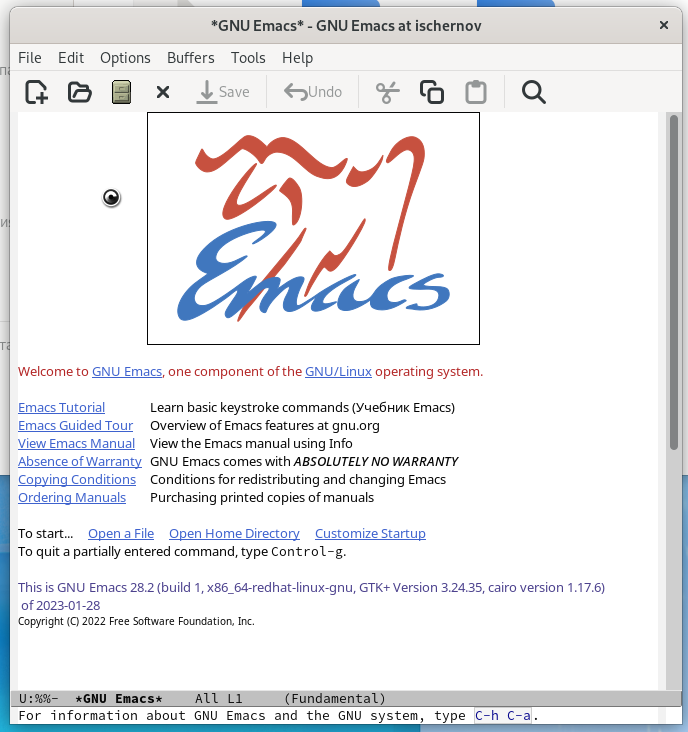 *GNU Emacs* - GNU Emacs at ischernov
File Edit Options Buffers Tools Help
Save Undo
Emacs
Welcome to GNU Emacs, one component of the GNU/Linux operating system.
Emacs Tutorial Learn basic keystroke commands (Учебник Emacs)
Emacs Guided Tour Overview of Emacs features at gnu.org
View Emacs Manual View the Emacs manual using Info
Absence of Warranty GNU Emacs comes with ABSOLUTELY NO WARRANTY
Copying Conditions Conditions for redistributing and changing Emacs
Ordering Manuals Purchasing printed copies of manuals
To start... Open a File Open Home Directory Customize Startup
To quit a partially entered command, type Control-g.
This is GNU Emacs 28.2 (build 1, x86_64-redhat-linux-gnu, GTK+ Version 3.24.35, cairo version 1.17.6)
of 2023-01-28
Copyright (C) 2022 Free Software Foundation, Inc.
U:%%- *GNU Emacs* All L1 (Fundamental)
For information about GNU Emacs and the GNU system, type C-h C-a.